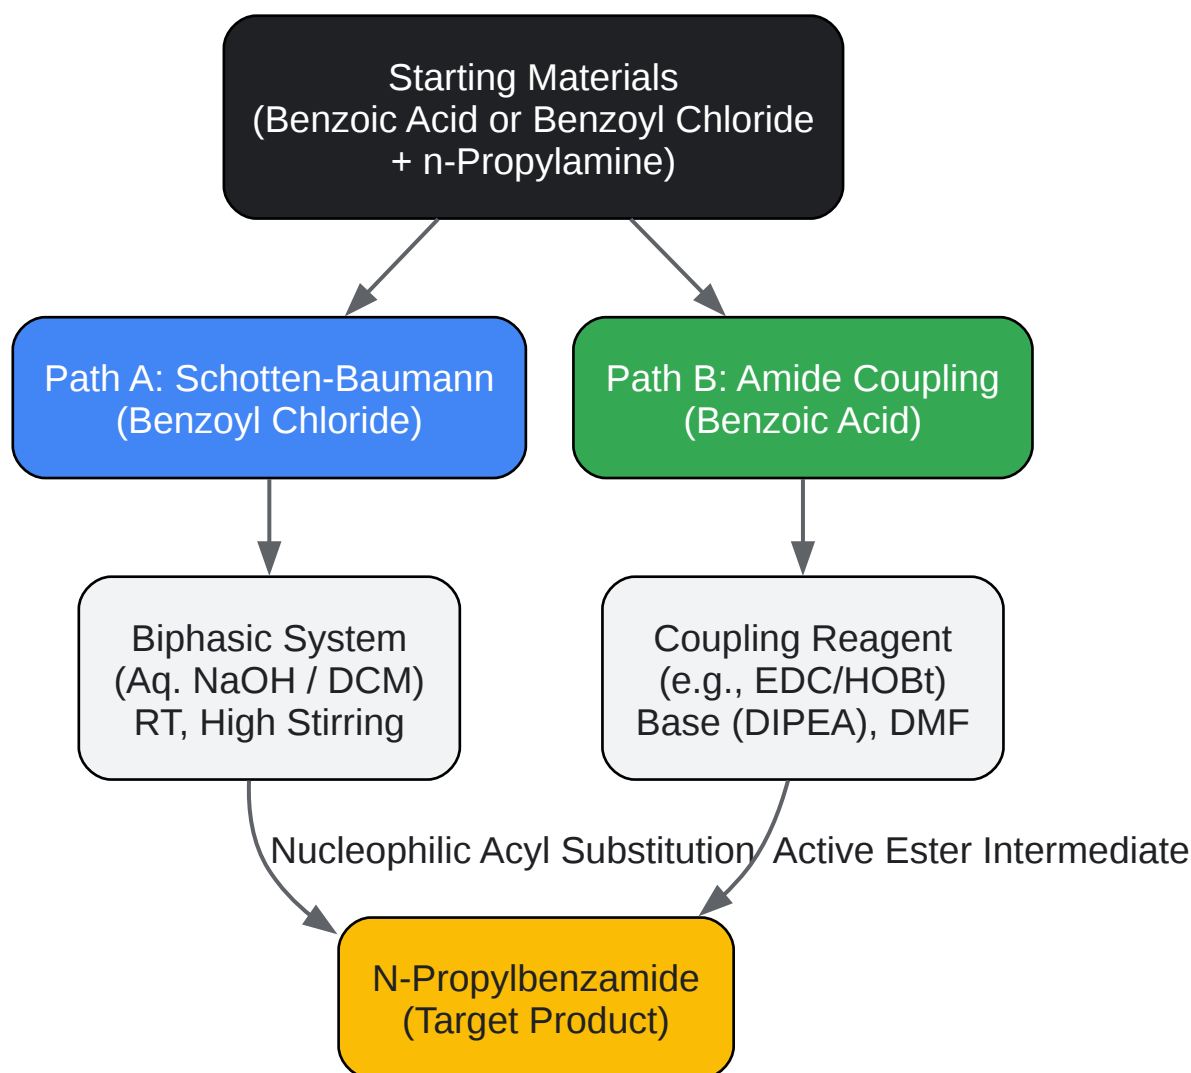 Starting Materials
(Benzoic Acid or Benzoyl Chloride
+ n-Propylamine)
Path A: Schotten-Baumann
(Benzoyl Chloride)
Path B: Amide Coupling
(Benzoic Acid)
Biphasic System
(Aq. NaOH / DCM)
RT, High Stirring
Coupling Reagent
(e.g., EDC/HOBt)
Base (DIPEA), DMF
Nucleophilic Acyl Substitution
Active Ester Intermediate
N-Propylbenzamide
(Target Product)